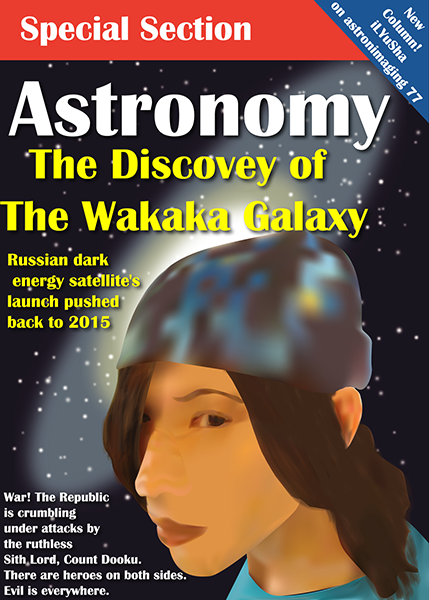 Special Section
New
Column!
iLYuSha
on astronimaging 77
Astronomy
The Discovey of
The Wakaka Galaxy
Russian dark
energy satellite's
launch pushed
back to 2015
War! The Republic
is crumbling
under attacks by
the ruthless
Sith Lord, Count Dooku.
There are heroes on both sides.
Evil is everywhere.